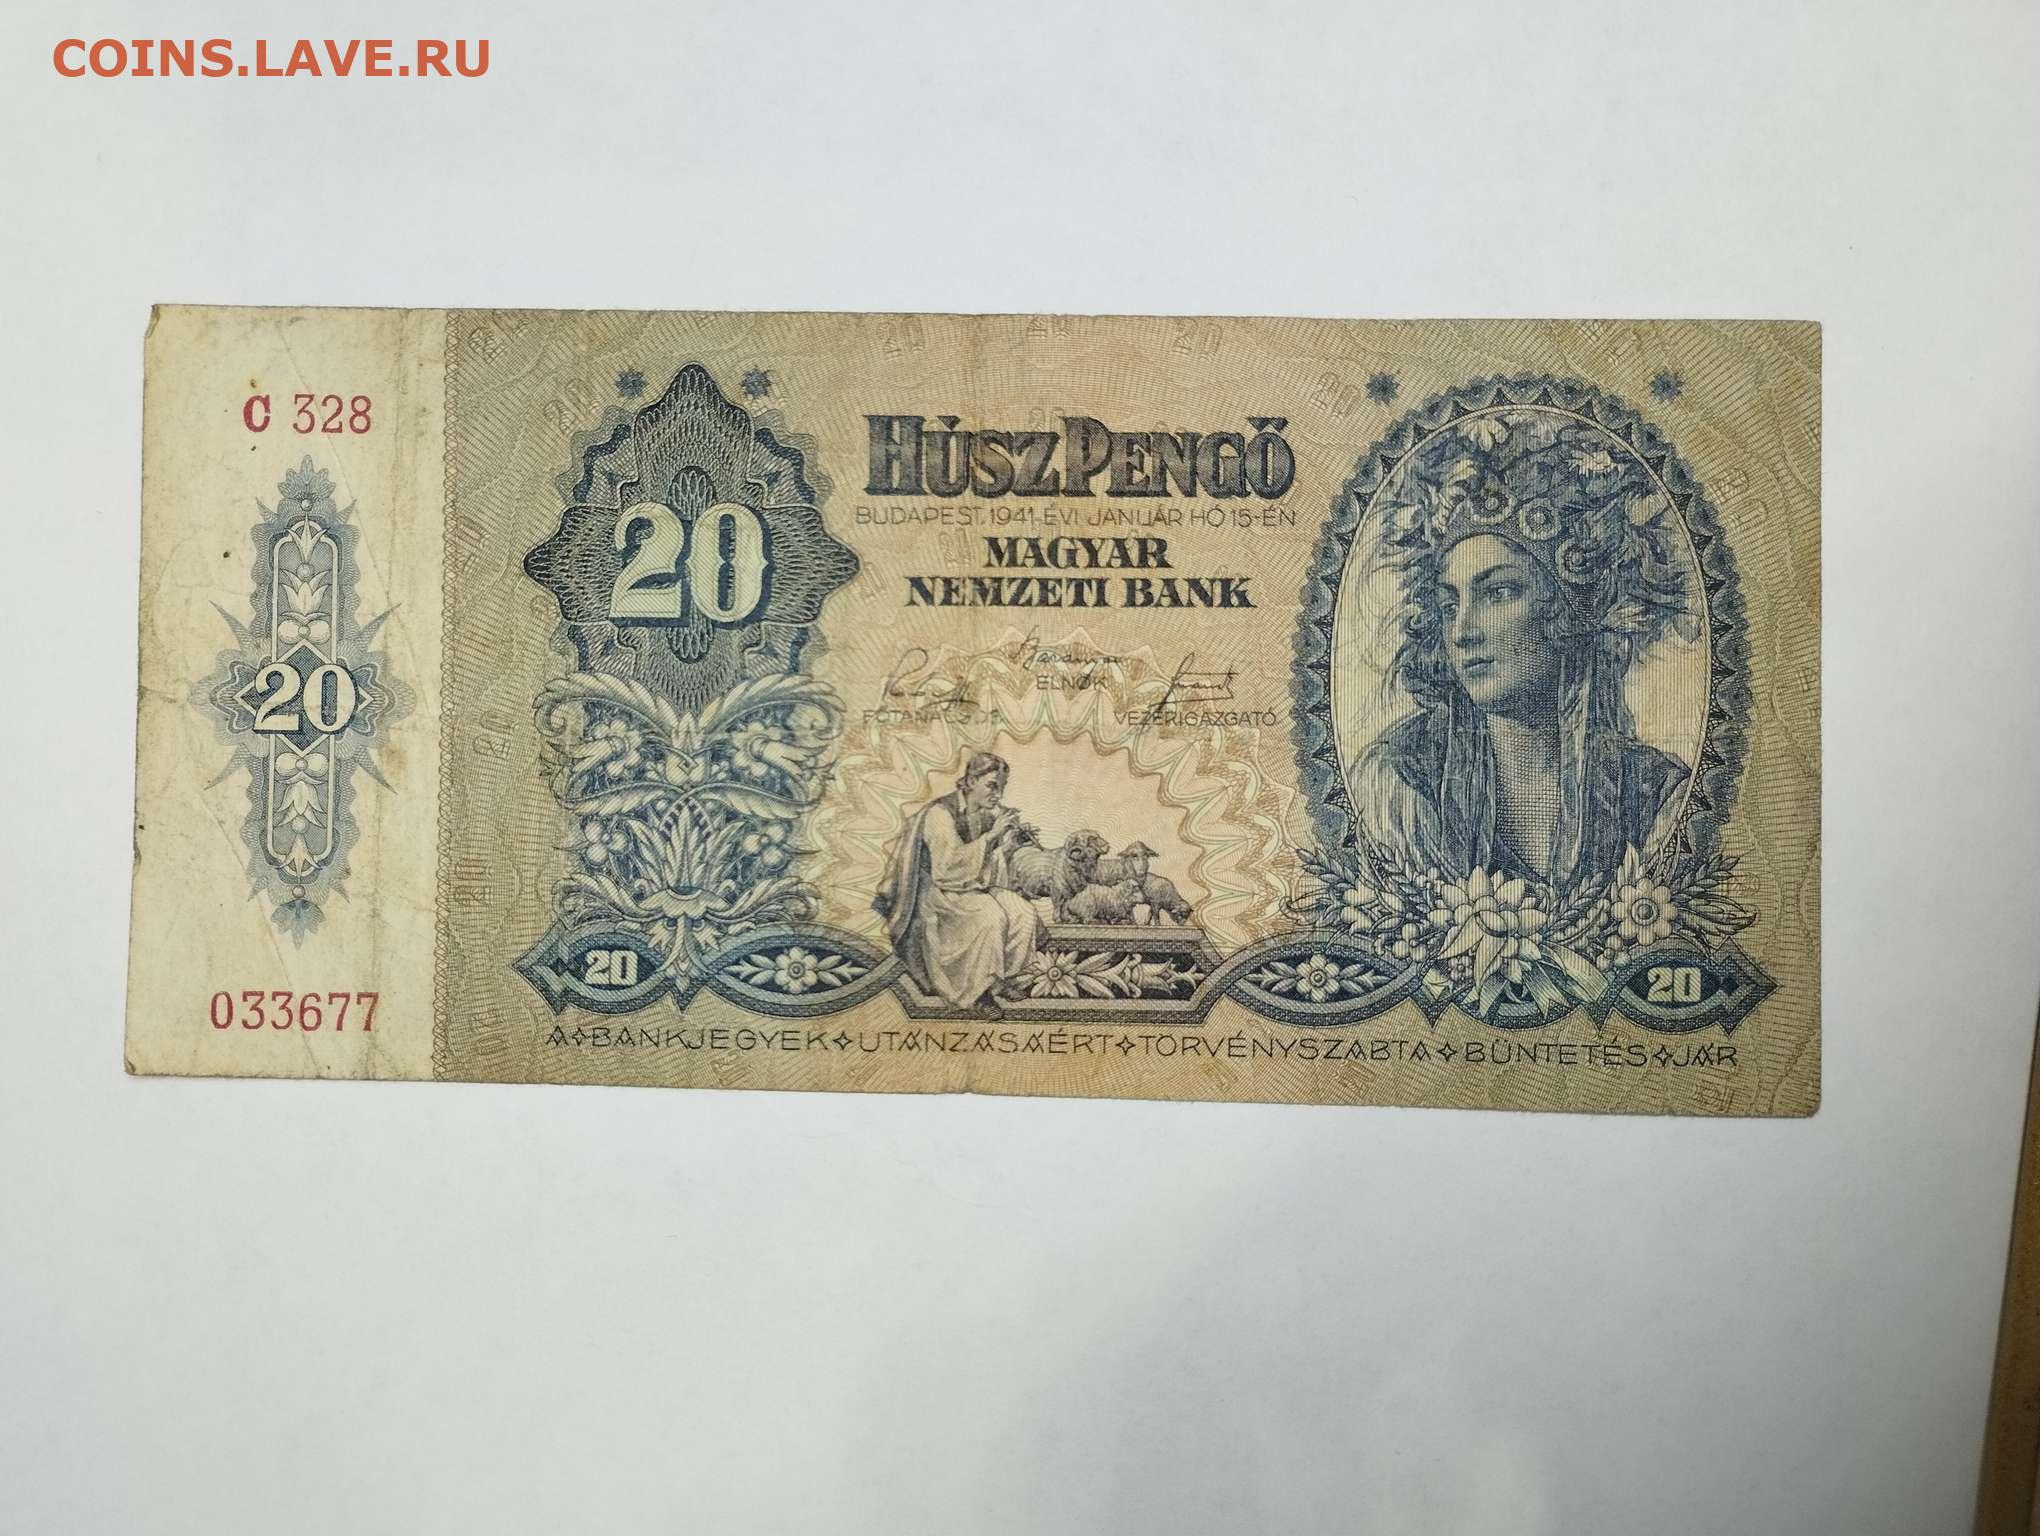 COINS.LAVE.RU
C 328
20
033677
20
HÚSZ PENGŐ
BUDAPEST, 1941. ÉVI JANUÁR HÓ 15-ÉN
MAGYAR
NEMZETI BANK
ELNÖK
FŐTANÁCSOS
VEZÉRIGAZGATÓ
20
20
A BANKJEGYEK UTÁNZÁSÁÉRT TÖRVÉNYSZABTA BÜNTETÉS JÁR